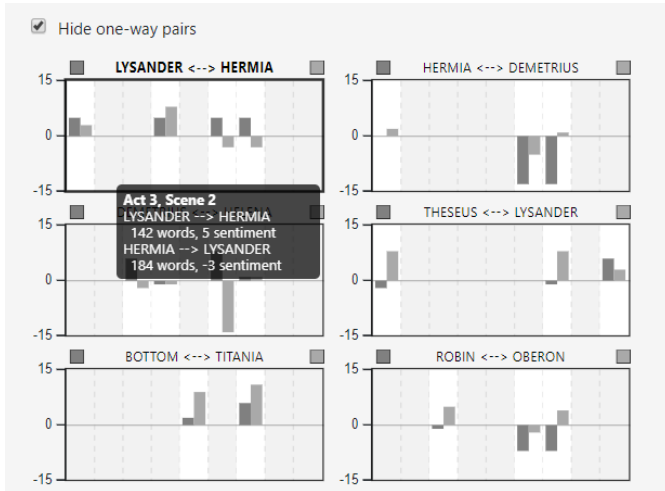 Hide one-way pairs
LYSANDER <--> HERMIA
15
0
-15
HERMIA <--> DEMETRIUS
15
0
-15
Act 3, Scene 2
LYSANDER --> HERMIA
142 words, 5 sentiment
HERMIA --> LYSANDER
184 words, -3 sentiment
DEMETRIUS <--> HELENA
15
0
-15
THESEUS <--> LYSANDER
15
0
-15
BOTTOM <--> TITANIA
15
0
-15
ROBIN <--> OBERON
15
0
-15